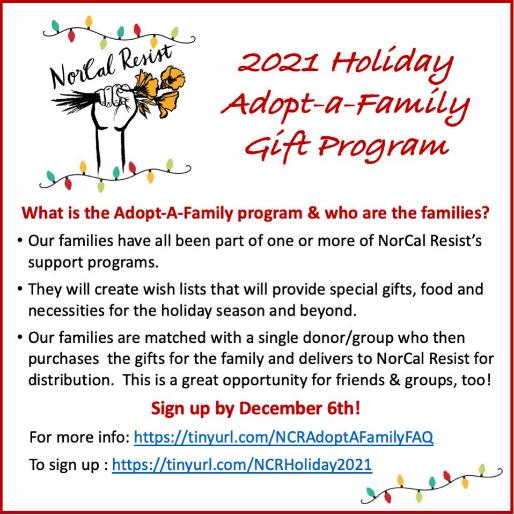 NorCal Resist
2021 Holiday
Adopt-a-Family
Gift Program
What is the Adopt-A-Family program & who are the families?
• Our families have all been part of one or more of NorCal Resist's
support programs.
• They will create wish lists that will provide special gifts, food and
necessities for the holiday season and beyond.
• Our families are matched with a single donor/group who then
purchases the gifts for the family and delivers to NorCal Resist for
distribution. This is a great opportunity for friends & groups, too!
Sign up by December 6th!
For more info: https://tinyurl.com/NCRAdoptAFamilyFAQ
To sign up : https://tinyurl.com/NCRHoliday2021